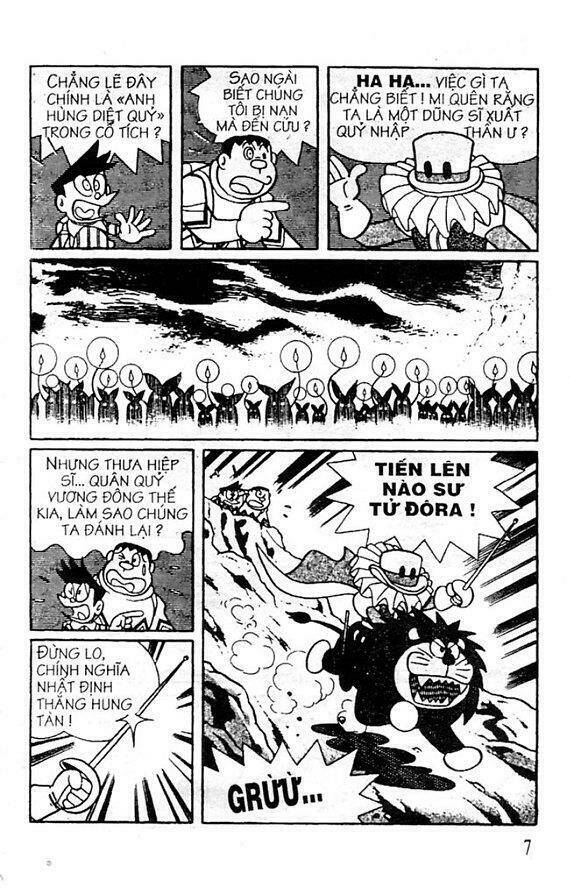 CHẲNG LẼ ĐÂY
CHÍNH LÀ «ANH
HÙNG DIỆT QUỶ»
TRONG CỔ TÍCH ?
SAO NGÀI
BIẾT CHÚNG
TÔI BỊ NẠN
MÀ ĐẾN CỨU ?
HA HA... VIỆC GÌ TA
CHẲNG BIẾT ! MI QUÊN RẰNG
TA LÀ MỘT DŨNG SĨ XUẤT
QUỶ NHẬP THẦN Ư ?
NHƯNG THƯA HIỆP
SĨ... QUÂN QUỶ
VƯƠNG ĐÔNG THẾ
KIA, LÀM SAO CHÚNG
TA ĐÁNH LẠI ?
ĐỪNG LO,
CHÍNH NGHĨA
NHẤT ĐỊNH
THẮNG HUNG
TÀN !
TIẾN LÊN
NÀO SƯ
TỬ ĐÔRA !
GRỪỪ...
7